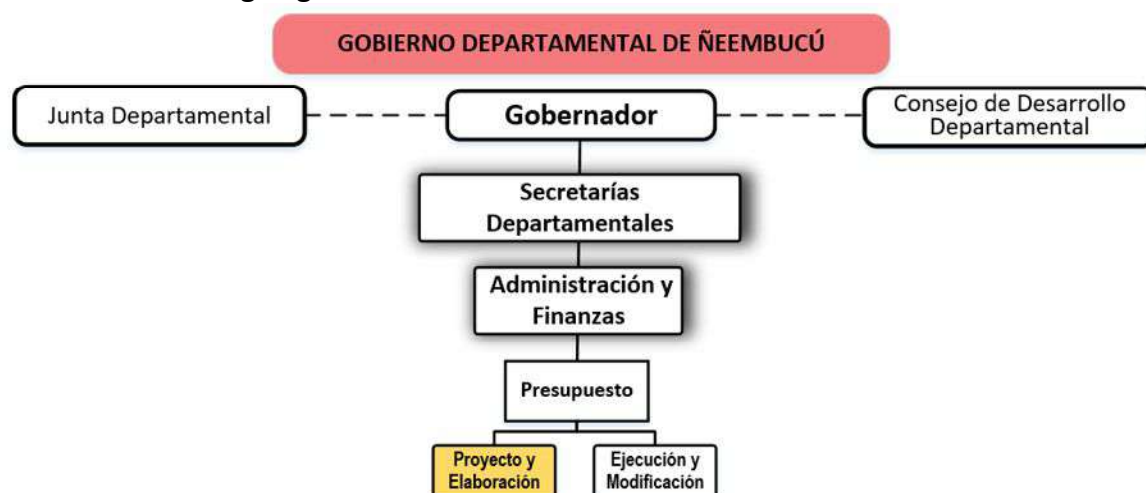 GOBIERNO DEPARTAMENTAL DE ÑEEMBUCÚ
Junta Departamental
Gobernador
Consejo de Desarrollo
Departamental
Secretarías
Departamentales
Administración y
Finanzas
Presupuesto
Proyecto y
Elaboración
Ejecución y
Modificación